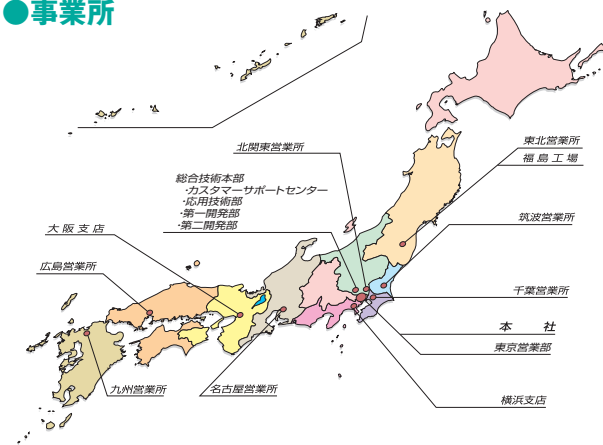 ●事業所
北関東営業所
総合技術本部
・カスタマーサポートセンター
・応用技術部
・第一開発部
・第二開発部
大阪支店
広島営業所
東北営業所
福島工場
筑波営業所
千葉営業所
本社
東京営業部
横浜支店
九州営業所
名古屋営業所